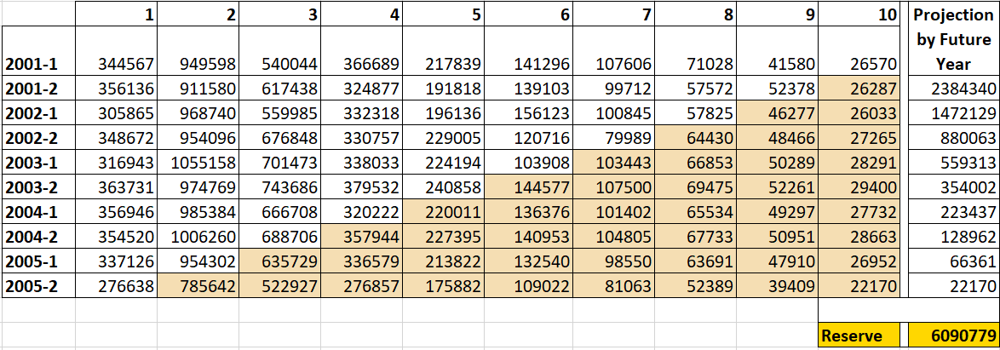 1 2 3 4 5 6 7 8 9 10 Projection
by Future
2001-1 344567 949598 540044 366689 217839 141296 107606 71028 41580 26570 Year
2001-2 356136 911580 617438 324877 191818 139103 99712 57572 52378 26287 2384340
2002-1 305865 968740 559985 332318 196136 156123 100845 57825 46277 26033 1472129
2002-2 348672 954096 676848 330757 229005 120716 79989 64430 48466 27265 880063
2003-1 316943 1055158 701473 338033 224194 103908 103443 66853 50289 28291 559313
2003-2 363731 974769 743686 379532 240858 144577 107500 69475 52261 29400 354002
2004-1 356946 985384 666708 320222 220011 136376 101402 65534 49297 27732 223437
2004-2 354520 1006260 688706 357944 227395 140953 104805 67733 50951 28663 128962
2005-1 337126 954302 635729 336579 213822 132540 98550 63691 47910 26952 66361
2005-2 276638 785642 522927 276857 175882 109022 81063 52389 39409 22170 22170
Reserve 6090779